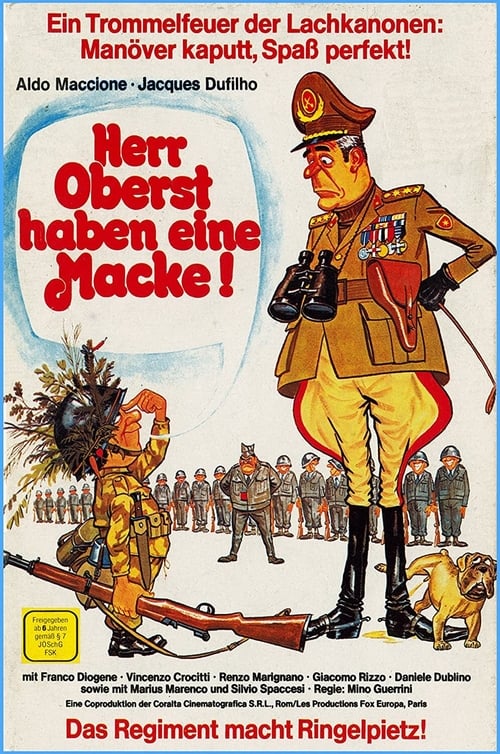 Ein Trommelfeuer der Lachkanonen:
Manöver kaputt, Spaß perfekt!
Aldo Maccione · Jacques Dufilho
Herr
Oberst
haben eine
Macke!
Freigegeben
ab 6 Jahren
gemäß § 7
JÖSchG
FSK
mit Franco Diogene · Vincenzo Crocitti · Renzo Marignano · Giacomo Rizzo · Daniele Dublino
sowie mit Marius Marenco und Silvio Spaccesi · Regie: Mino Guerrini
Eine Coproduktion der Coralta Cinematografica S.R.L., Rom/Les Productions Fox Europa, Paris
Das Regiment macht Ringelpietz!